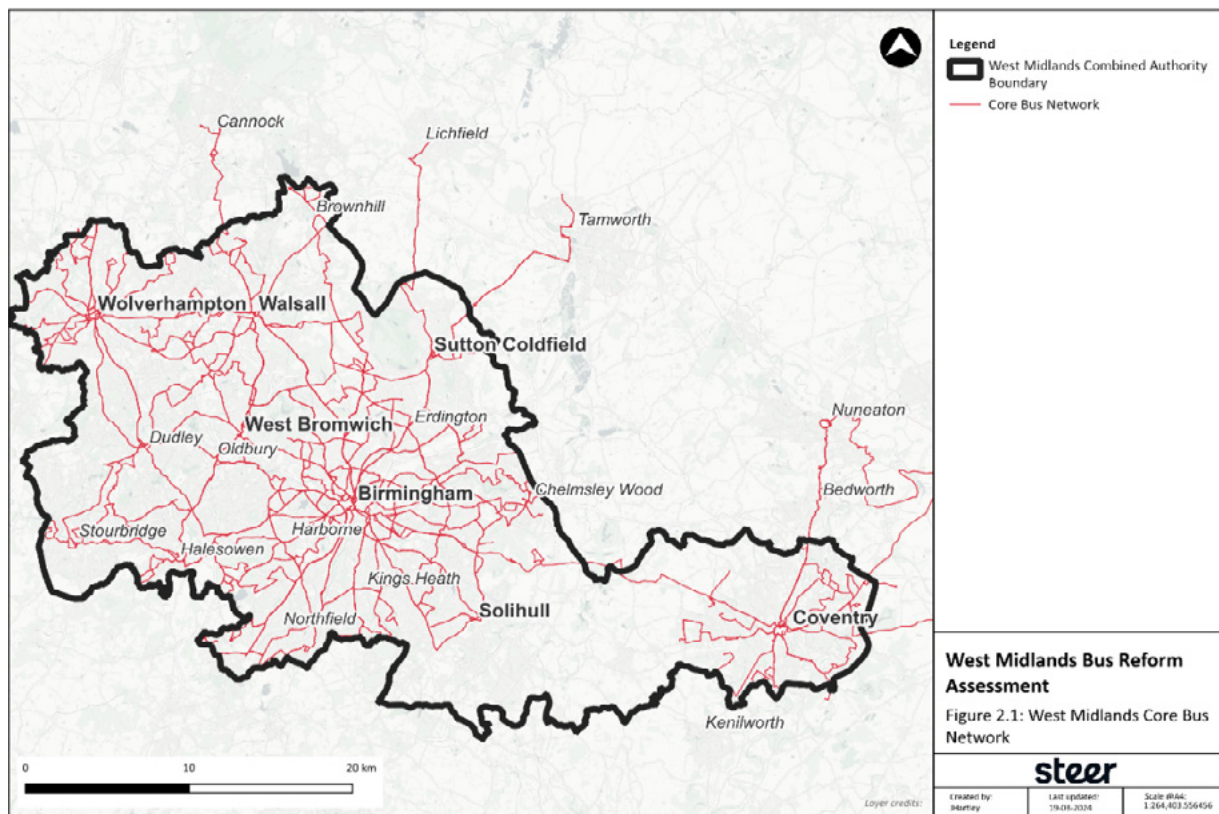 Cannock
Lichfield
Brownhill
Tamworth
Wolverhampton
Walsall
Sutton Coldfield
Nuneaton
Erdington
West Bromwich
Dudley
Oldbury
Chelmsley Wood
Bedworth
Birmingham
Stourbridge
Harborne
Halesowen
Kings Heath
Solihull
Northfield
Coventry
Kenilworth
0 10 20 km
Layer credits:
Legend
West Midlands Combined Authority
Boundary
Core Bus Network
West Midlands Bus Reform
Assessment
Figure 2.1: West Midlands Core Bus
Network
steer
Created by:
Last updated:
19-03-2024
Scale @A4:
1:264,403.556456